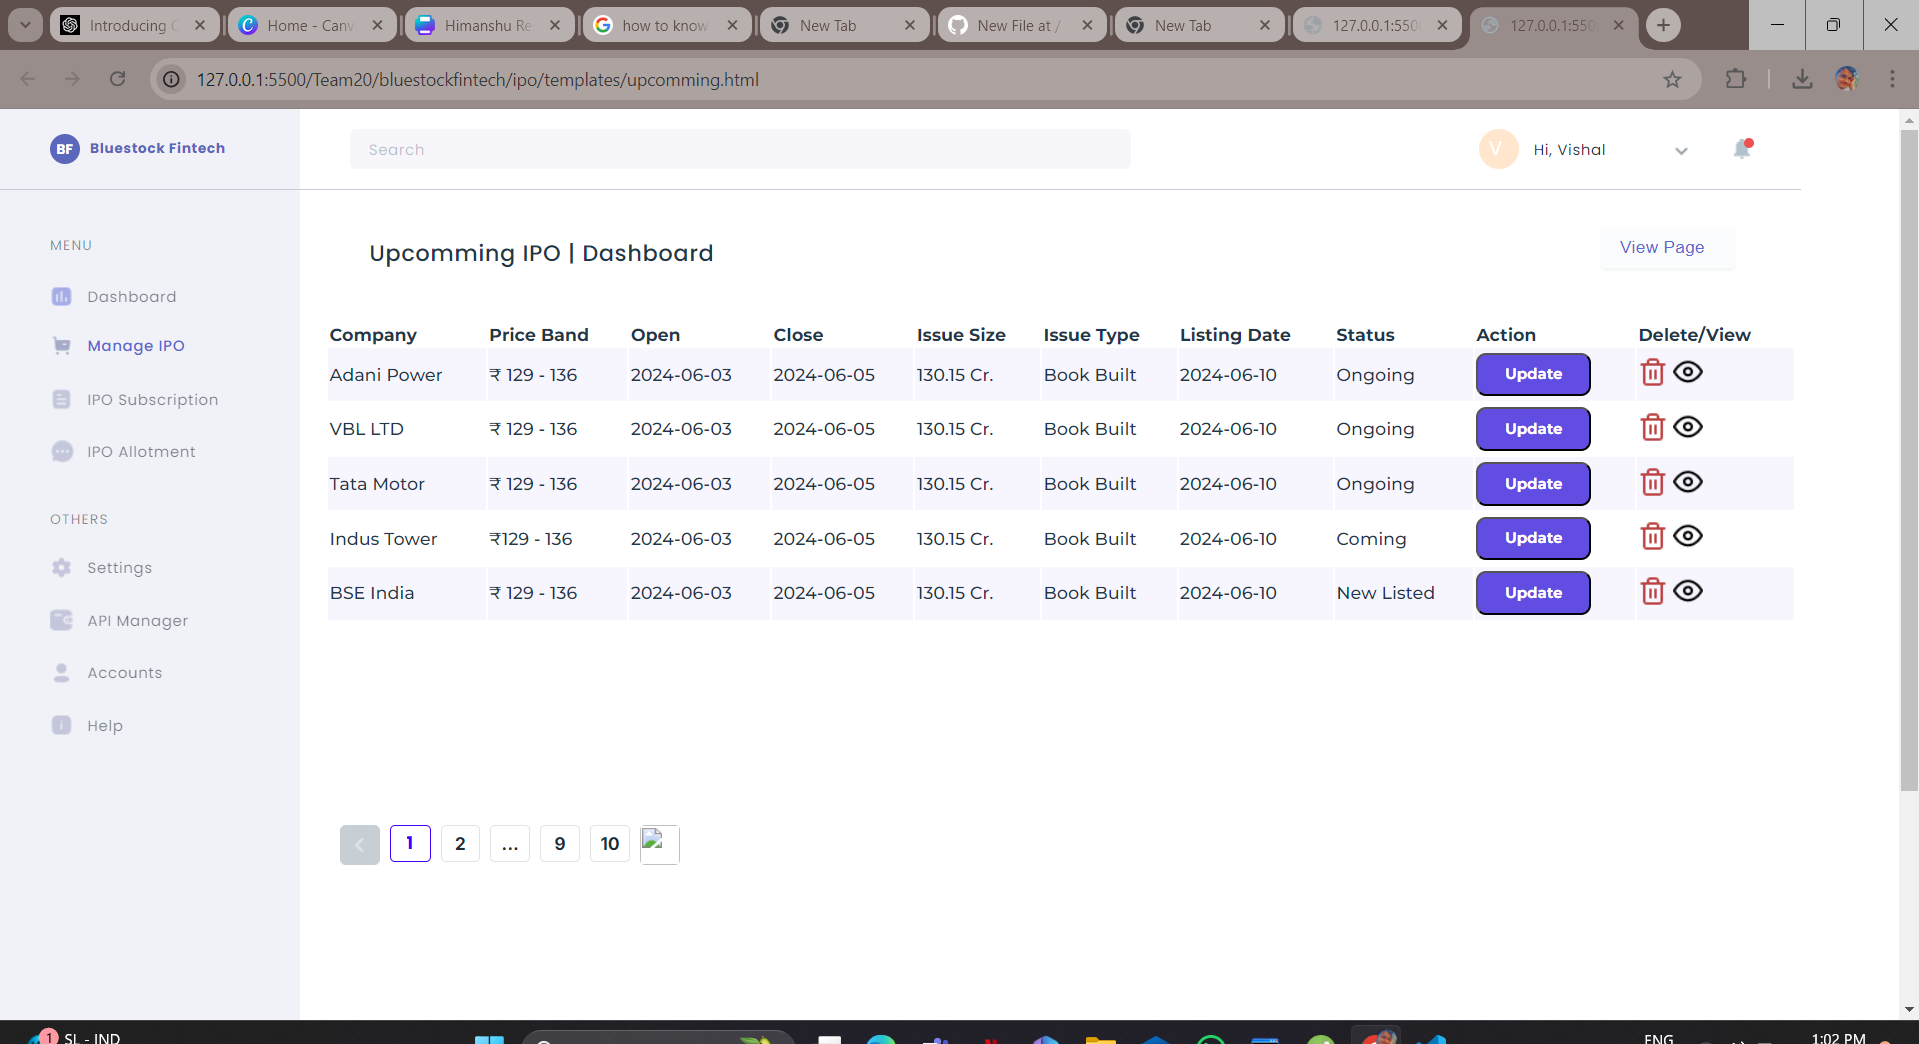 Introducing
Home - Canv
Himanshu Re
how to know
New Tab
New File at /
New Tab
127.0.0.1:550
127.0.0.1:550
127.0.0.1:5500/Team20/bluestockfintech/ipo/templates/upcomming.html
BF Bluestock Fintech
Search
V Hi, Vishal
MENU
Dashboard
Manage IPO
IPO Subscription
IPO Allotment
OTHERS
Settings
API Manager
Accounts
Help
Upcomming IPO | Dashboard
View Page
Company Price Band Open Close Issue Size Issue Type Listing Date Status Action Delete/View
Adani Power ₹ 129 - 136 2024-06-03 2024-06-05 130.15 Cr. Book Built 2024-06-10 Ongoing Update
VBL LTD ₹ 129 - 136 2024-06-03 2024-06-05 130.15 Cr. Book Built 2024-06-10 Ongoing Update
Tata Motor ₹ 129 - 136 2024-06-03 2024-06-05 130.15 Cr. Book Built 2024-06-10 Ongoing Update
Indus Tower ₹129 - 136 2024-06-03 2024-06-05 130.15 Cr. Book Built 2024-06-10 Coming Update
BSE India ₹ 129 - 136 2024-06-03 2024-06-05 130.15 Cr. Book Built 2024-06-10 New Listed Update
1 2 ... 9 10
1 SL - IND
ENG
1:02 PM